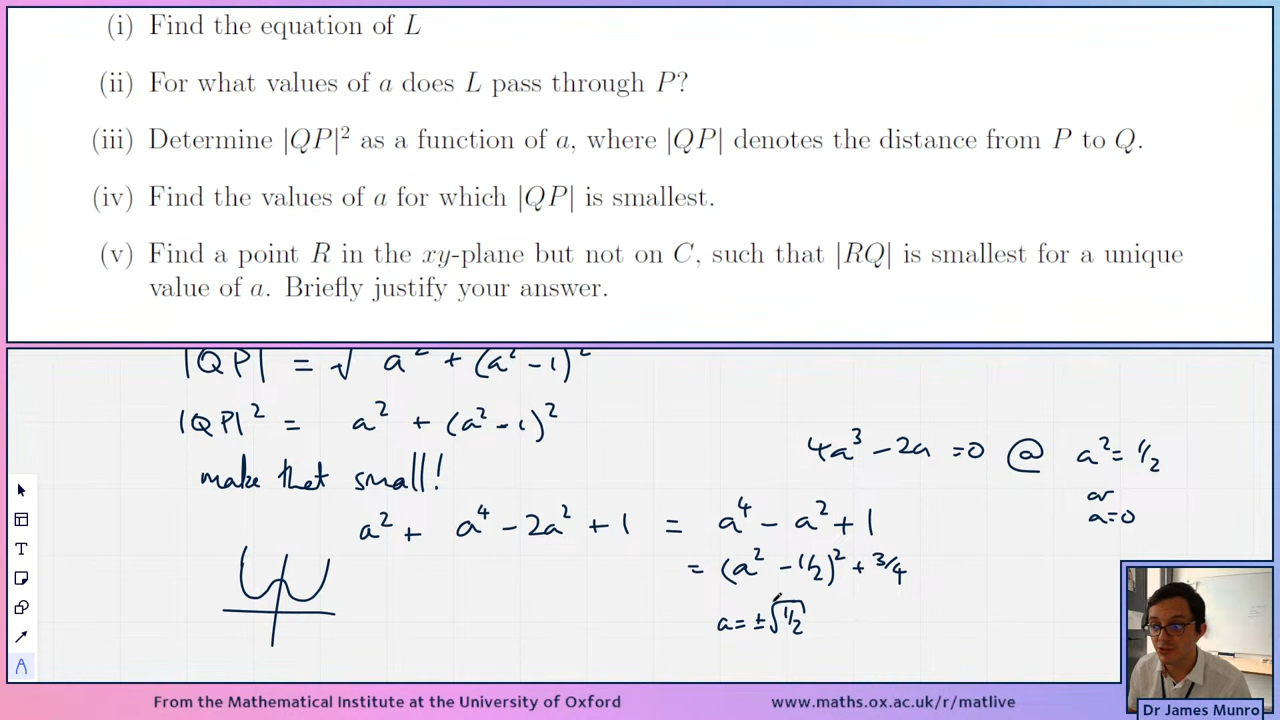 (i) Find the equation of L
(ii) For what values of a does L pass through P?
(iii) Determine |QP|² as a function of a, where |QP| denotes the distance from P to Q.
(iv) Find the values of a for which |QP| is smallest.
(v) Find a point R in the xy-plane but not on C, such that |RQ| is smallest for a unique
value of a. Briefly justify your answer.
|QP| = √ a² + (a² - 1)²
|QP|² = a² + (a² - 1)²
make that small!
4a³ - 2a = 0 @ a² = 1/2
or
a = 0
a² + a⁴ - 2a² + 1 = a⁴ - a² + 1
= (a² - 1/2)² + 3/4
a = ±√1/2
T
From the Mathematical Institute at the University of Oxford
www.maths.ox.ac.uk/r/matlive
Dr James Munro